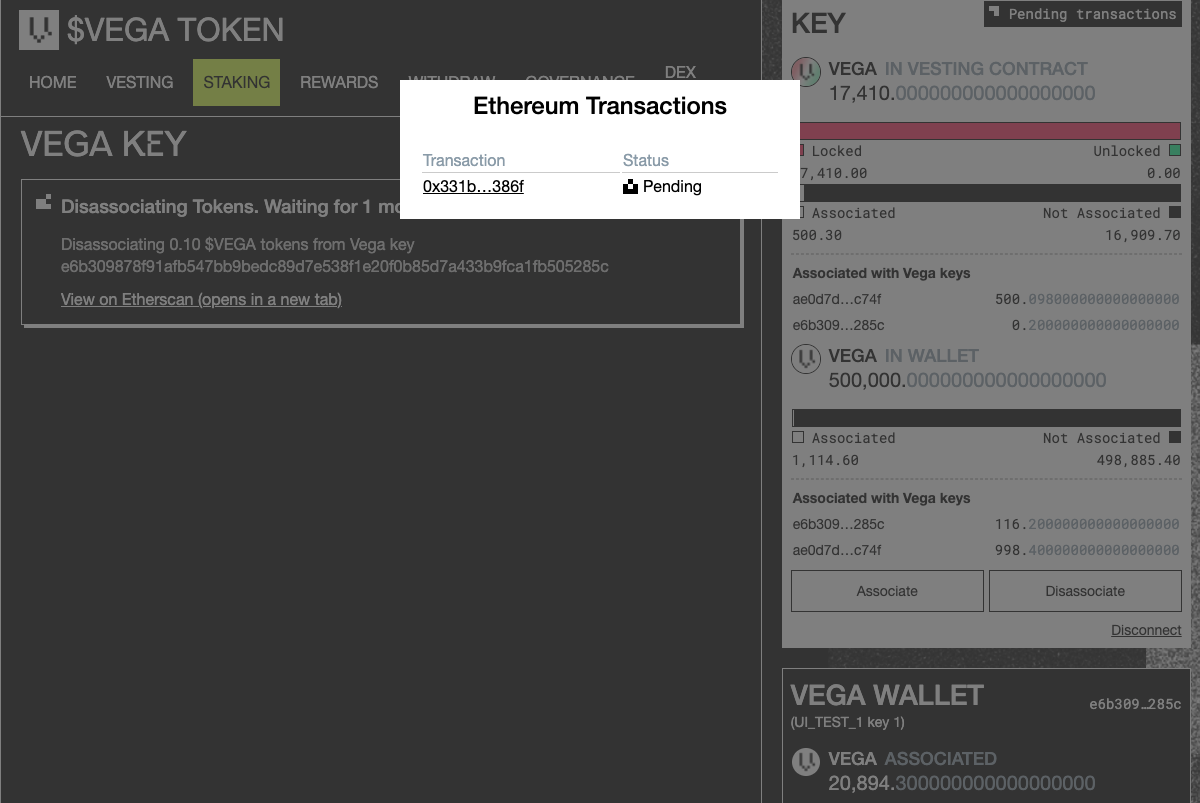 $VEGA TOKEN
HOME
VESTING
STAKING
REWARDS
WITHDRAW
GOVERNANCE
DEX
VEGA KEY
Disassociating Tokens. Waiting for 1 mo
Disassociating 0.10 $VEGA tokens from Vega key
e6b309878f91afb547bb9bedc89d7e538f1e20f0b85d7a433b9fca1fb505285c
View on Etherscan (opens in a new tab)
Ethereum Transactions
Transaction
Status
0x331b…386f
Pending
KEY
Pending transactions
VEGA IN VESTING CONTRACT
17,410.000000000000000000
Locked
Unlocked
7,410.00
0.00
Associated
Not Associated
500.30
16,909.70
Associated with Vega keys
ae0d7d…c74f
500.098000000000000000
e6b309…285c
0.200000000000000000
VEGA IN WALLET
500,000.000000000000000000
Associated
Not Associated
1,114.60
498,885.40
Associated with Vega keys
e6b309…285c
116.200000000000000000
ae0d7d…c74f
998.400000000000000000
Associate
Disassociate
Disconnect
VEGA WALLET
e6b309…285c
(UI_TEST_1 key 1)
VEGA ASSOCIATED
20,894.300000000000000000